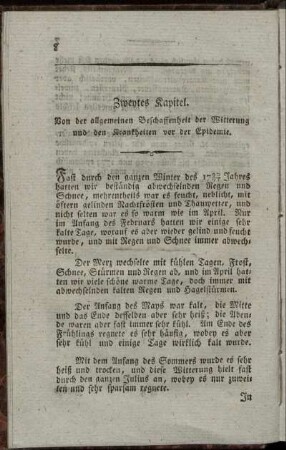 8
Zweytes Kapitel.
Von der allgemeinen Beschaffenheit der Witterung
und den Krankheiten vor der Epidemie.
Fast durch den ganzen Winter des Jahres
hatten wir beständig abwechselnden Regen und
Schnee, mehrentheils war es feucht, neblicht, mit
öftern gelinden Nachtfrösten und Thauwetter, und
nicht selten war es so warm wie im April. Nur
im Anfang des Februars hatten wir einige sehr
kalte Tage, worauf es aber wieder gelind und feucht
wurde, und mit Regen und Schnee immer abwech-
selte.
Der Merz wechselte mit kühlen Tagen, Frost,
Schnee, Stürmen und Regen ab, und im April hat-
ten wir viele schöne warme Tage, doch immer mit
abwechselnden kalten Regen und Hagelstürmen.
Der Anfang des Mays war kalt, die Mitte
und das Ende desselben aber sehr heiß; die Aben-
de waren aber fast immer sehr kühl. Am Ende des
Frühlings regnete es sehr häufig, wobey es aber
sehr kühl und einige Tage wirklich kalt wurde.
Mit dem Anfang des Sommers wurde es sehr
heiß und trocken, und diese Witterung hielt fast
durch den ganzen Julius an, wobey es nur zuwei-
len und sehr sparsam regnete.
Im